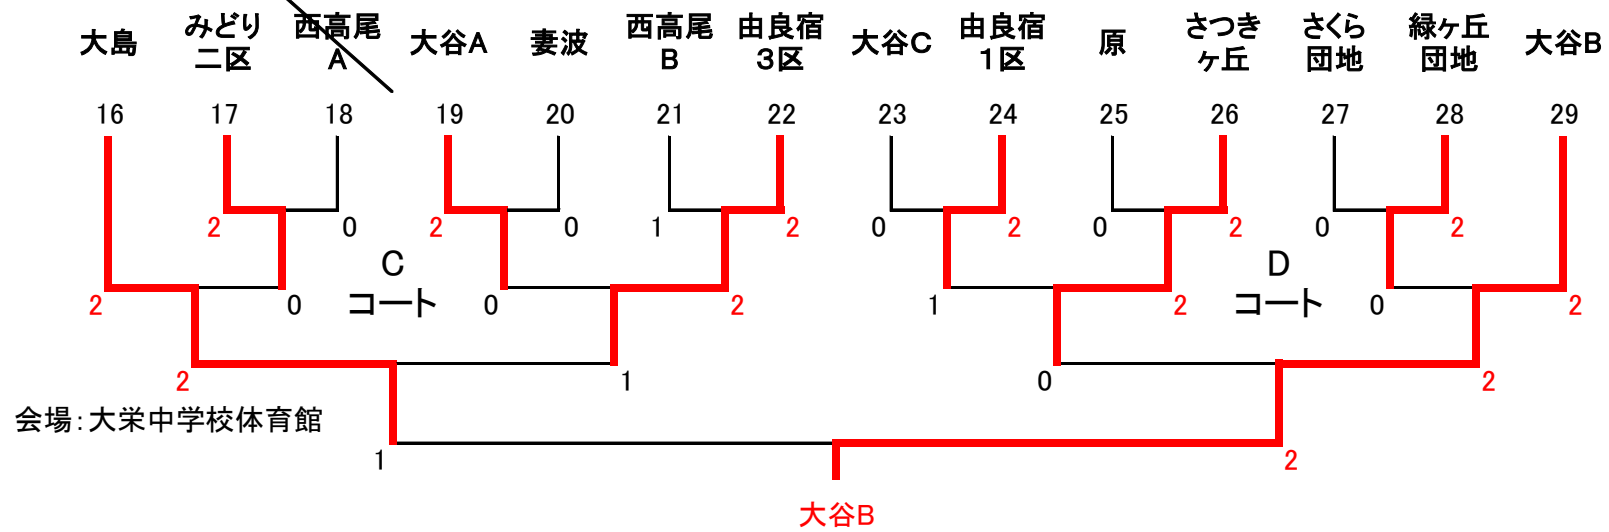 大島 みどり二区 西高尾A 大谷A 妻波 西高尾B 由良宿3区 大谷C 由良宿1区 原 さつきヶ丘 さくら団地 緑ヶ丘団地 大谷B
16 17 18 19 20 21 22 23 24 25 26 27 28 29
2 0 2 0 1 2 0 2 0 2 0 2
C コート D コート
2 0 0 2 1 2 0 2
2 1 0 2
会場：大栄中学校体育館
1 2
大谷B